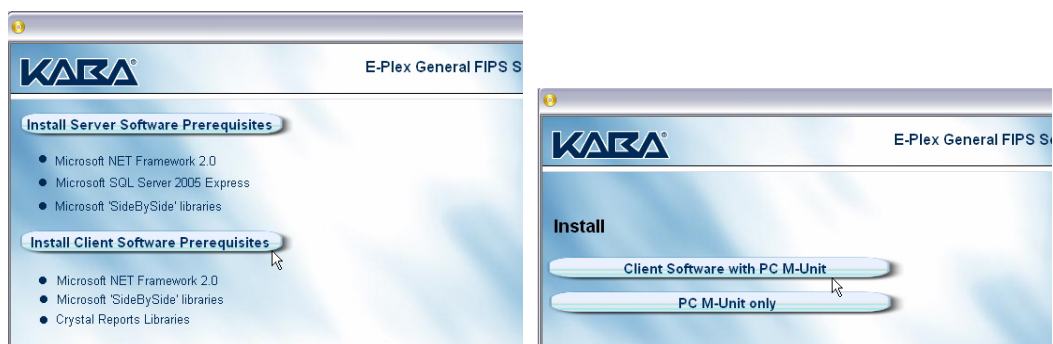 KABA®
E-Plex General FIPS S
Install Server Software Prerequisites
Microsoft NET Framework 2.0
Microsoft SQL Server 2005 Express
Microsoft 'SideBySide' libraries
Install Client Software Prerequisites
Microsoft NET Framework 2.0
Microsoft 'SideBySide' libraries
Crystal Reports Libraries
KABA®
E-Plex General FIPS Se
Install
Client Software with PC M-Unit
PC M-Unit only